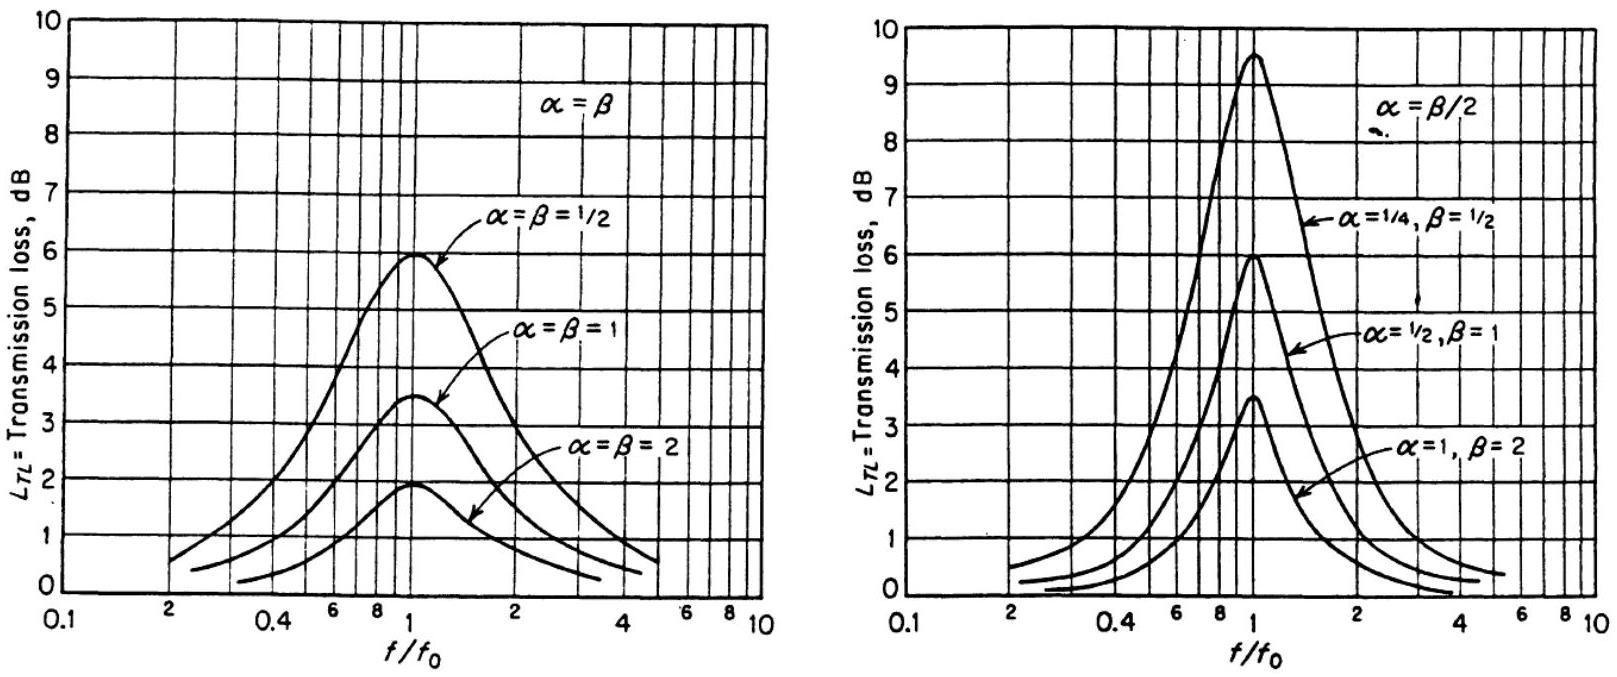 10
9
8
7
6
5
4
3
2
1
0
L_TL = Transmission loss, dB
α = β
α = β = 1/2
α = β = 1
α = β = 2
0.1 2 0.4 6 8 1 2 4 6 8 10
f/f₀
10
9
8
7
6
5
4
3
2
1
0
L_TL = Transmission loss, dB
α = β/2
α = 1/4, β = 1/2
α = 1/2, β = 1
α = 1, β = 2
0.1 2 0.4 6 8 1 2 4 6 8 10
f/f₀